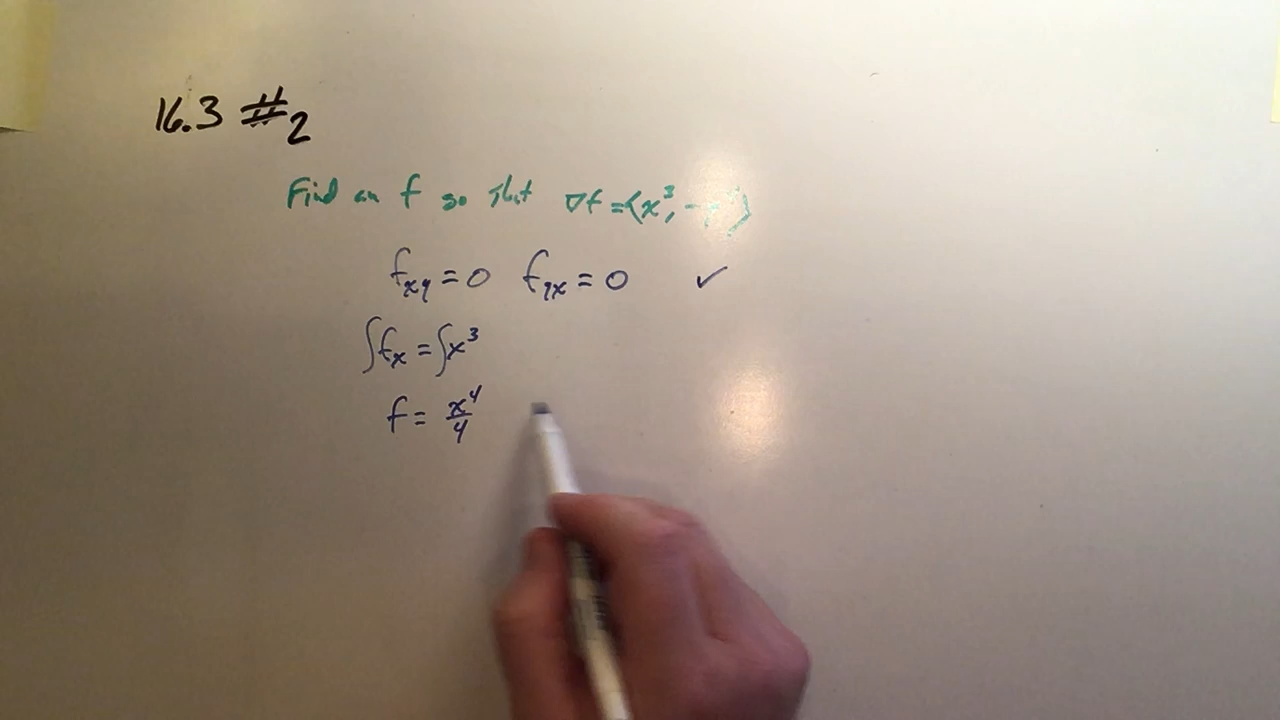 16.3 #2
Find an f so that ∇f = ⟨x³, -
f_xy = 0 f_yx = 0 ✓
∫f_x = ∫x³
f = x⁴/4